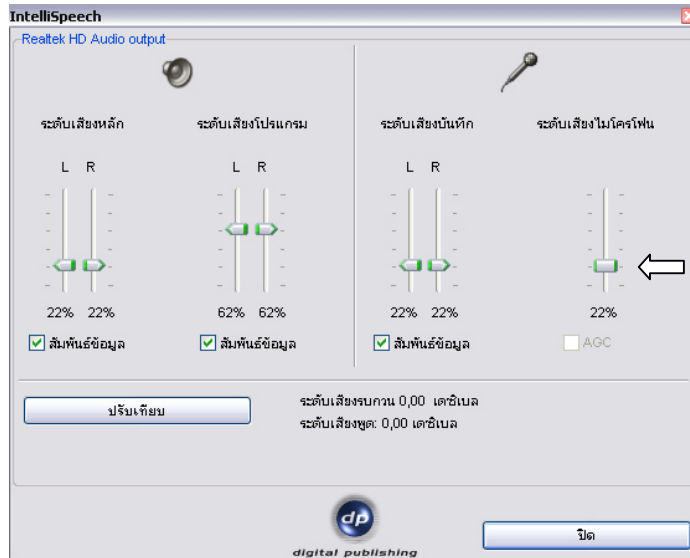 IntelliSpeech
Realtek HD Audio output
ระดับเสียงหลัก ระดับเสียงโปรแกรม ระดับเสียงบันทึก ระดับเสียงไมโครโฟน
L R L R L R
22% 22% 62% 62% 22% 22% 22%
สัมพันธ์ข้อมูล สัมพันธ์ข้อมูล สัมพันธ์ข้อมูล AGC
ปรับเทียบ ระดับเสียงรบกวน 0,00 เดซิเบล
ระดับเสียงพูด: 0,00 เดซิเบล
dp
digital publishing
ปิด